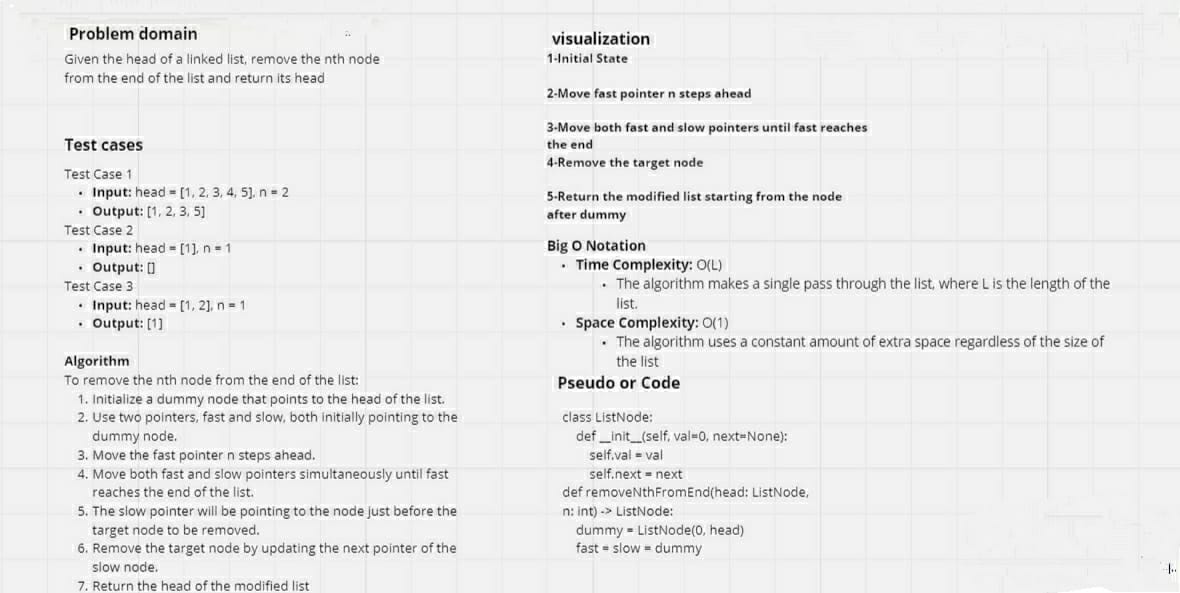 Problem domain
Given the head of a linked list, remove the nth node
from the end of the list and return its head
Test cases
Test Case 1
• Input: head = [1, 2, 3, 4, 5], n = 2
• Output: [1, 2, 3, 5]
Test Case 2
• Input: head = [1], n = 1
• Output: []
Test Case 3
• Input: head = [1, 2], n = 1
• Output: [1]
Algorithm
To remove the nth node from the end of the list:
1. Initialize a dummy node that points to the head of the list.
2. Use two pointers, fast and slow, both initially pointing to the
dummy node.
3. Move the fast pointer n steps ahead.
4. Move both fast and slow pointers simultaneously until fast
reaches the end of the list.
5. The slow pointer will be pointing to the node just before the
target node to be removed.
6. Remove the target node by updating the next pointer of the
slow node.
7. Return the head of the modified list
visualization
1-Initial State
2-Move fast pointer n steps ahead
3-Move both fast and slow pointers until fast reaches
the end
4-Remove the target node
5-Return the modified list starting from the node
after dummy
Big O Notation
• Time Complexity: O(L)
• The algorithm makes a single pass through the list, where L is the length of the
list.
• Space Complexity: O(1)
• The algorithm uses a constant amount of extra space regardless of the size of
the list
Pseudo or Code
class ListNode:
def __init__(self, val=0, next=None):
self.val = val
self.next = next
def removeNthFromEnd(head: ListNode,
n: int) -> ListNode:
dummy = ListNode(0, head)
fast = slow = dummy